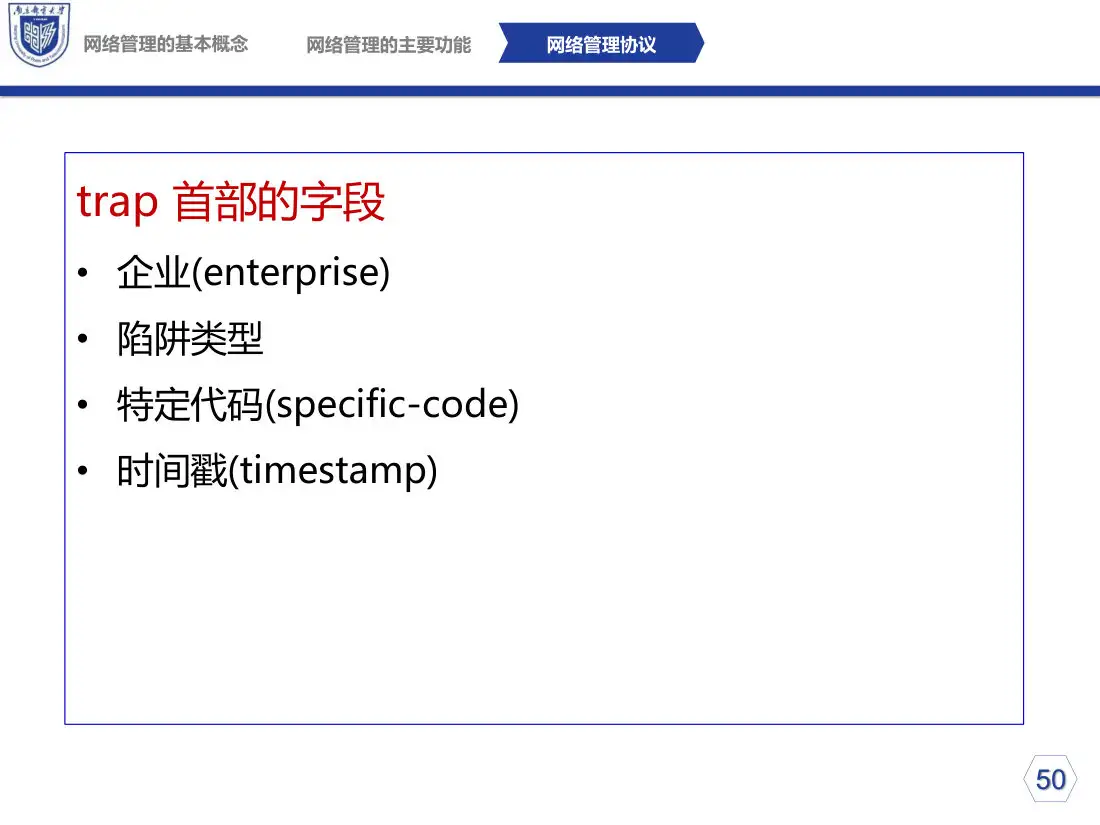 网络管理的基本概念
网络管理的主要功能
网络管理协议
trap 首部的字段
• 企业(enterprise)
• 陷阱类型
• 特定代码(specific-code)
• 时间戳(timestamp)
50